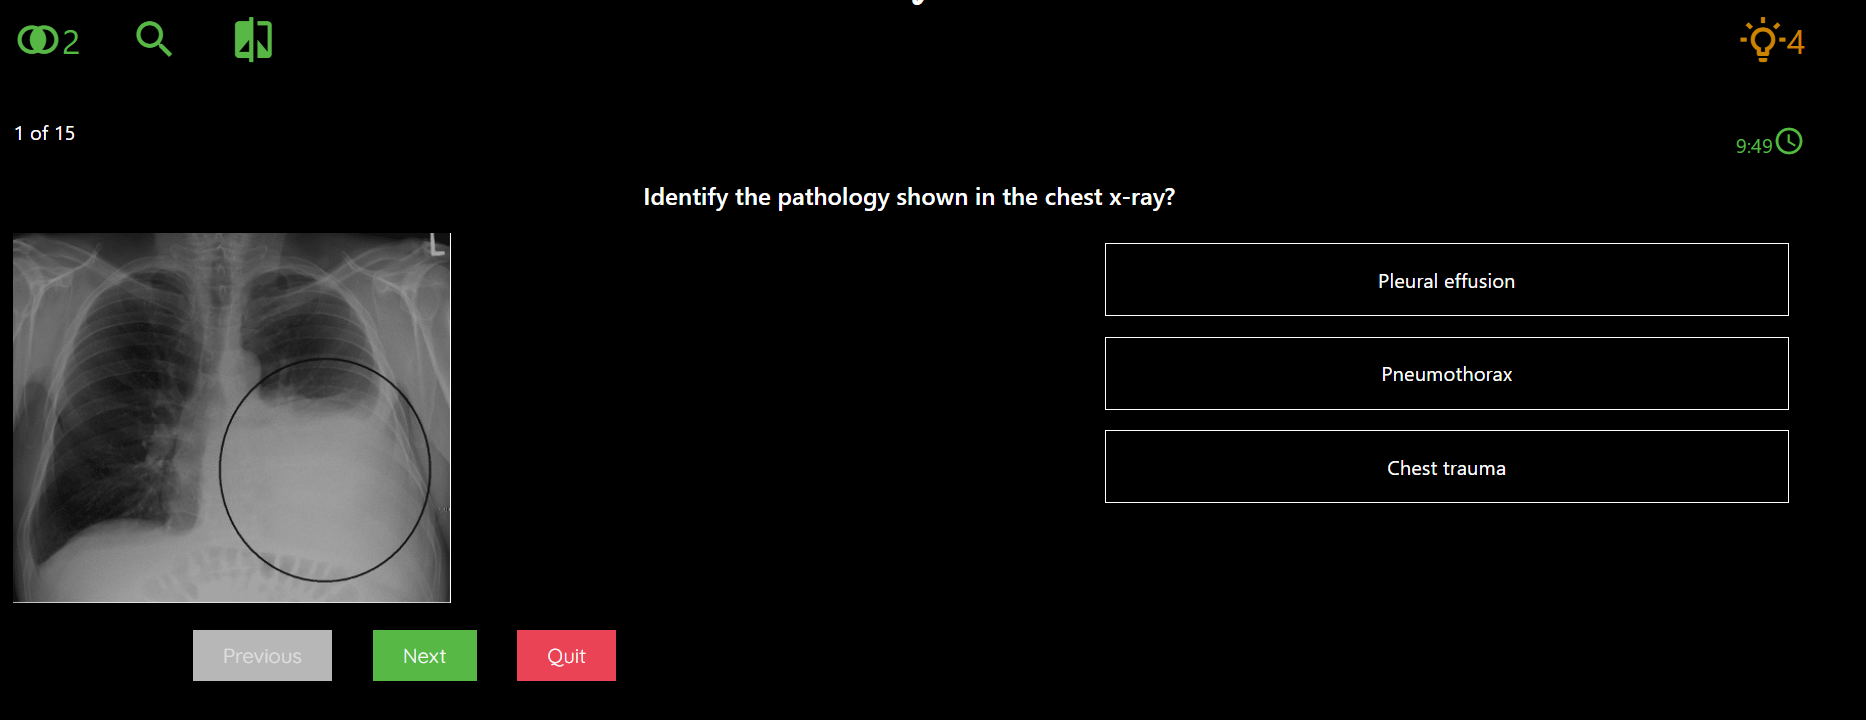 2
4
1 of 15
9:49
Identify the pathology shown in the chest x-ray?
L
Pleural effusion
Pneumothorax
Chest trauma
Previous
Next
Quit